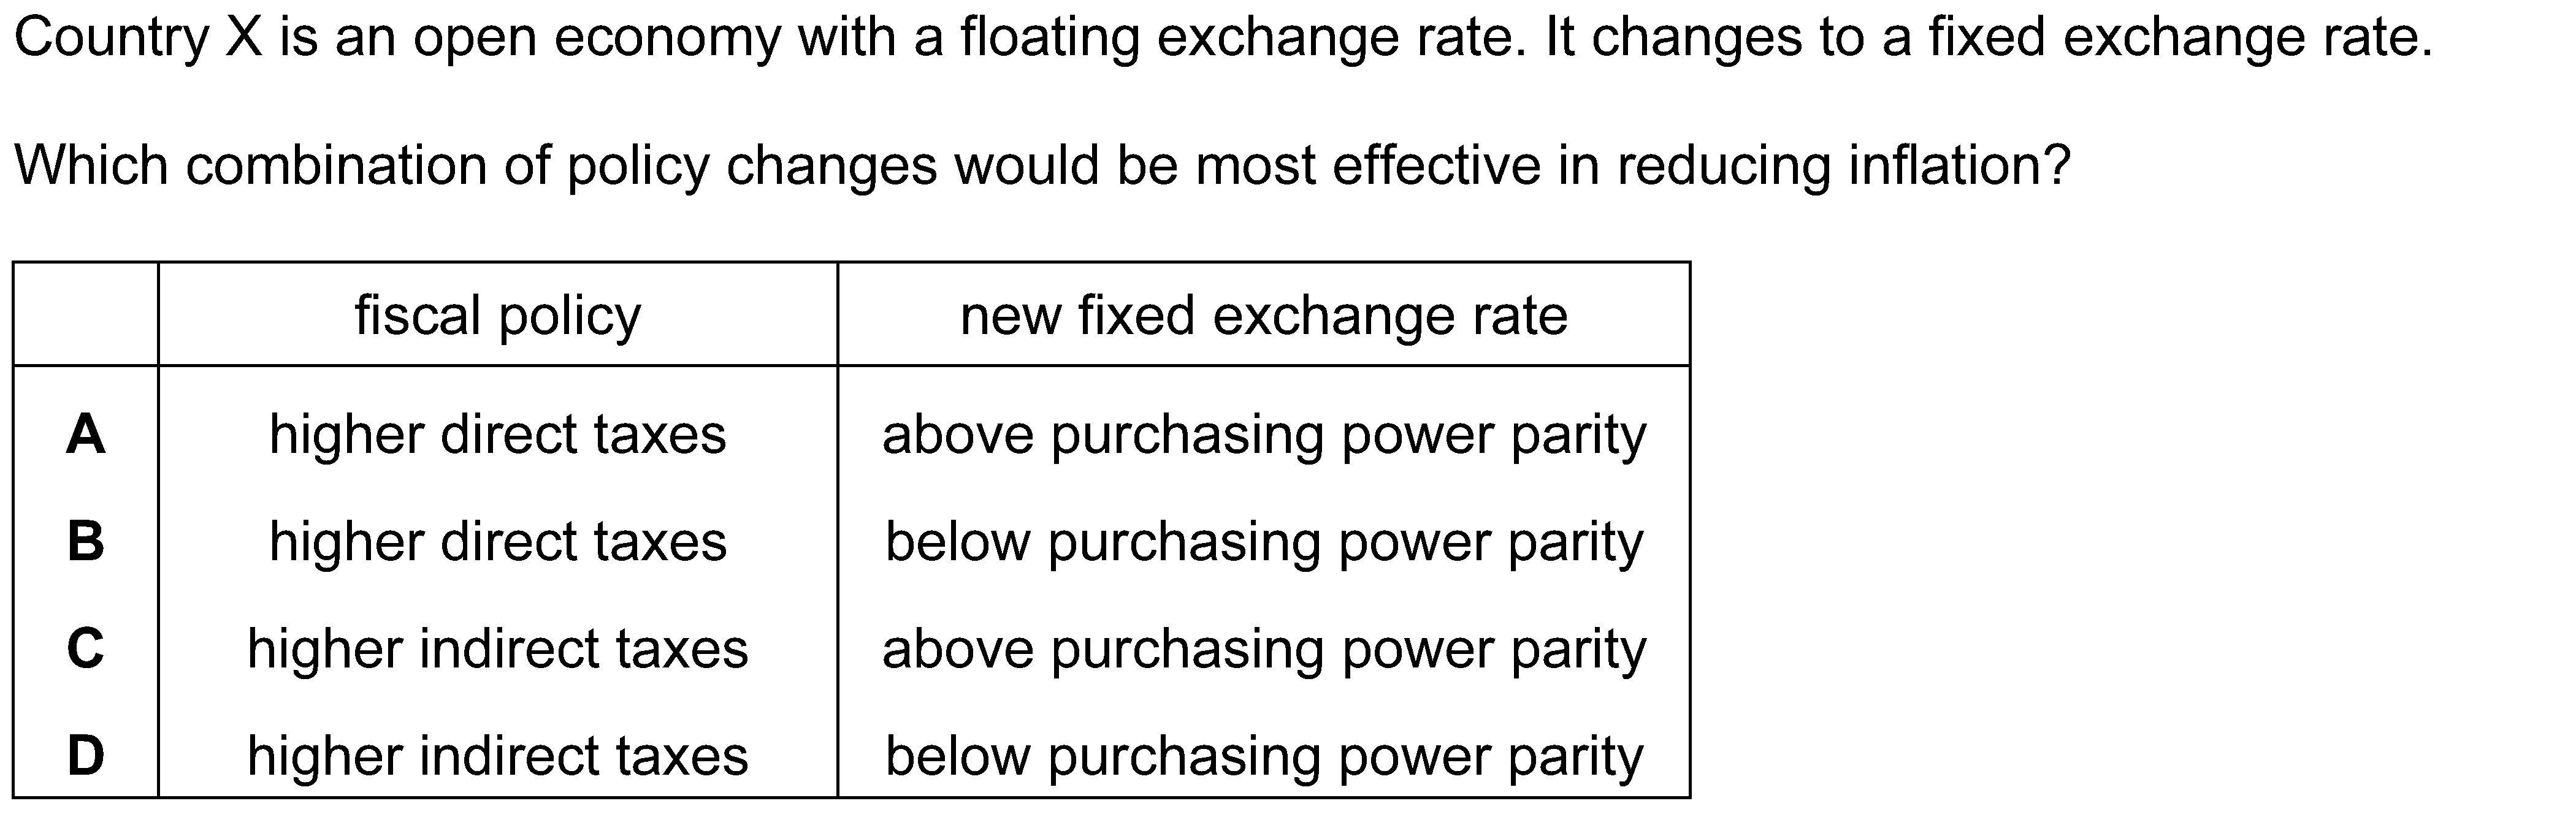 Country X is an open economy with a floating exchange rate. It changes to a fixed exchange rate.
Which combination of policy changes would be most effective in reducing inflation?
fiscal policy new fixed exchange rate
A higher direct taxes above purchasing power parity
B higher direct taxes below purchasing power parity
C higher indirect taxes above purchasing power parity
D higher indirect taxes below purchasing power parity